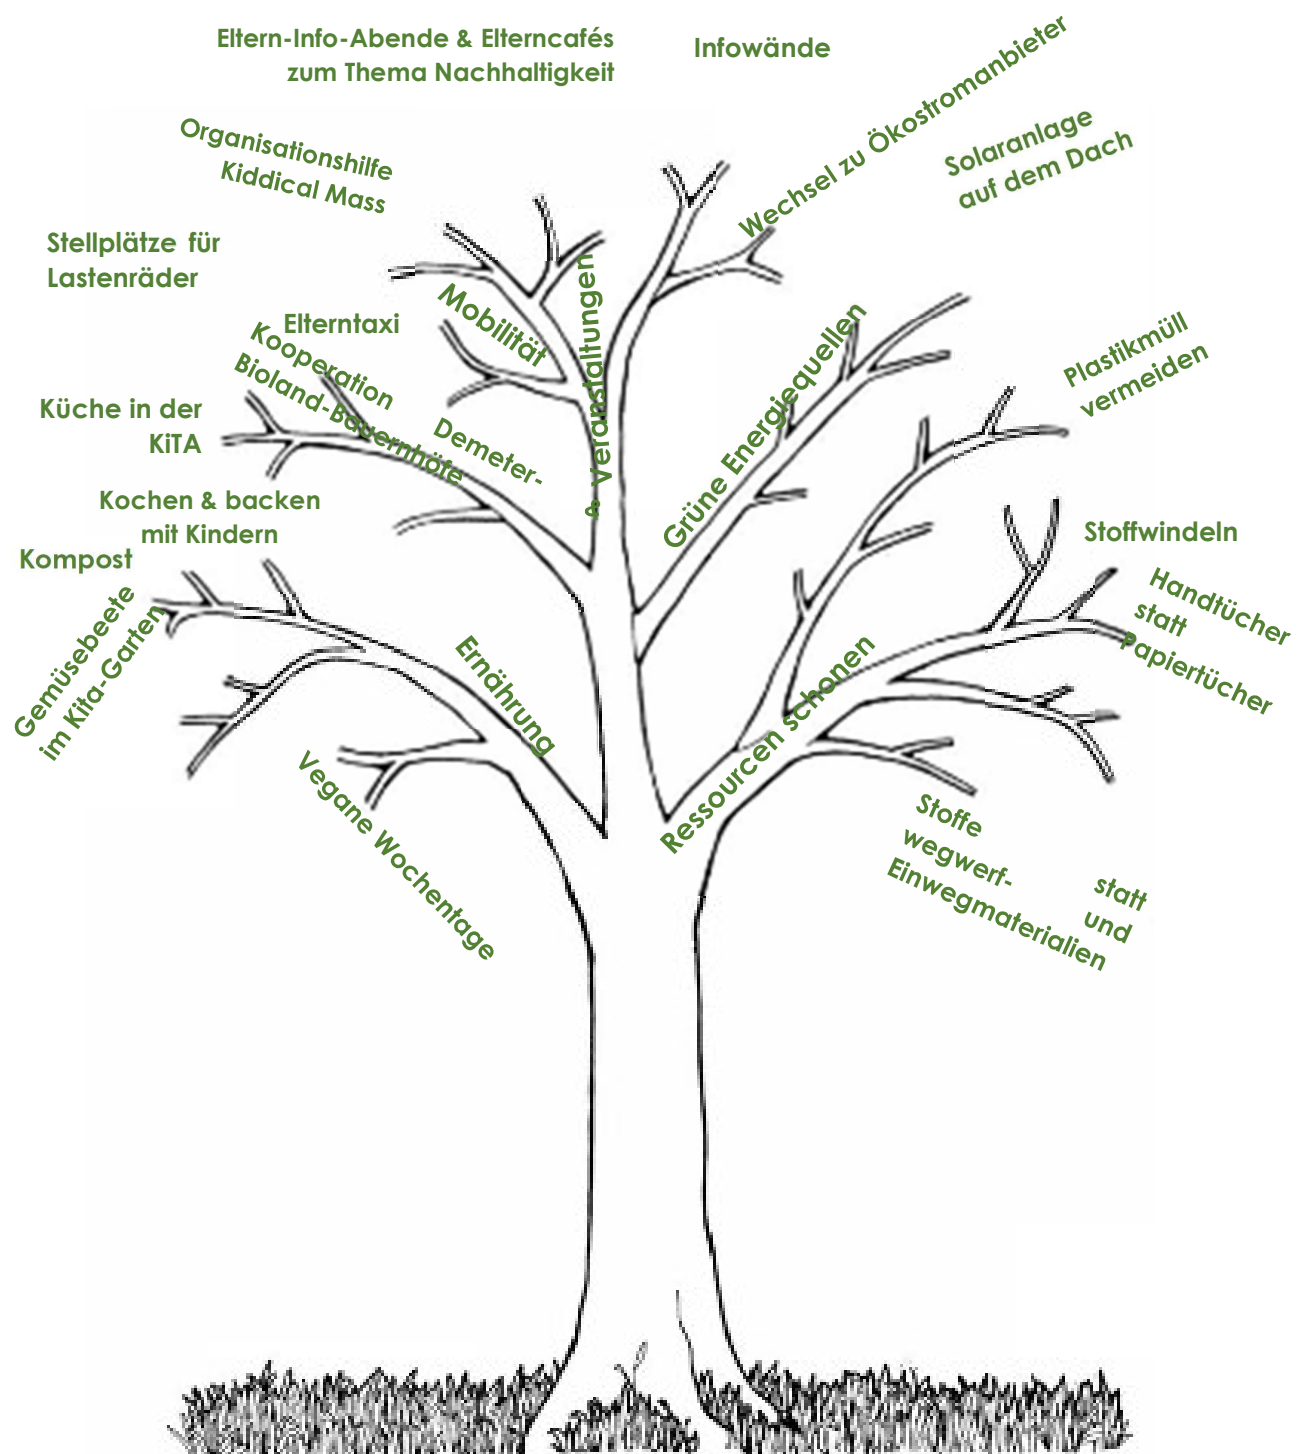 Eltern-Info-Abende & Elterncafés
zum Thema Nachhaltigkeit
Infowände
Wechsel zu Ökostromanbieter
Solaranlage
auf dem Dach
Organisationshilfe
Kiddical Mass
Stellplätze für
Lastenräder
Elterntaxi
Mobilität
& Veranstaltungen
Grüne Energiequellen
Kooperation
Bioland-Bauernhöfe
Demeter-
Küche in der
KiTA
Kochen & backen
mit Kindern
Kompost
Gemüsebeete
im Kita-Garten
Ernährung
Vegane Wochentage
Plastikmüll
vermeiden
Stoffwindeln
Handtücher
statt
Papiertücher
Ressourcen schonen
Stoffe
statt
wegwerf-
und
Einwegmaterialien